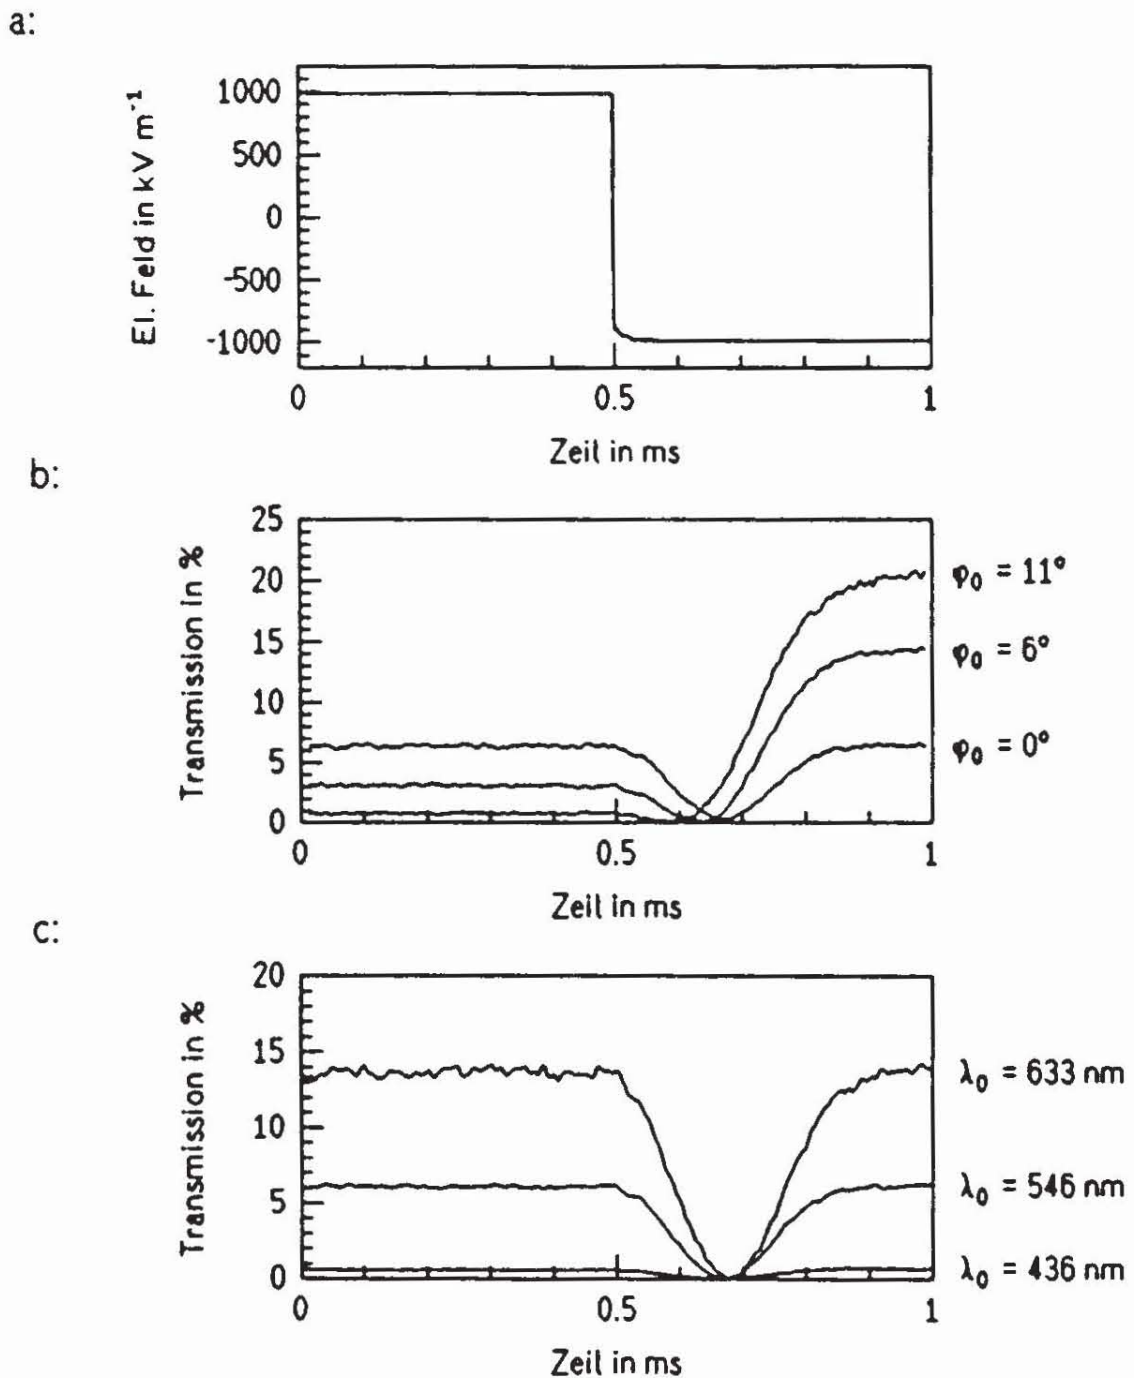 a:
El. Feld in kV m⁻¹
1000
500
0
-500
-1000
0
0.5
1
Zeit in ms
b:
Transmission in %
25
20
15
10
5
0
φ₀ = 11°
φ₀ = 6°
φ₀ = 0°
0
0.5
1
Zeit in ms
c:
Transmission in %
20
15
10
5
0
λ₀ = 633 nm
λ₀ = 546 nm
λ₀ = 436 nm
0
0.5
1
Zeit in ms